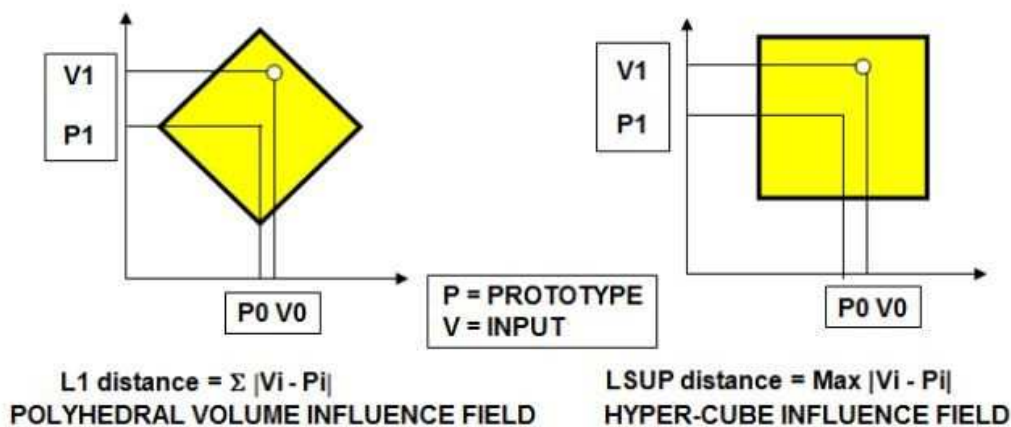 V1
P1
P0 V0
V1
P1
P0 V0
P = PROTOTYPE
V = INPUT
L1 distance = Σ |Vi - Pi|
POLYHEDRAL VOLUME INFLUENCE FIELD
LSUP distance = Max |Vi - Pi|
HYPER-CUBE INFLUENCE FIELD